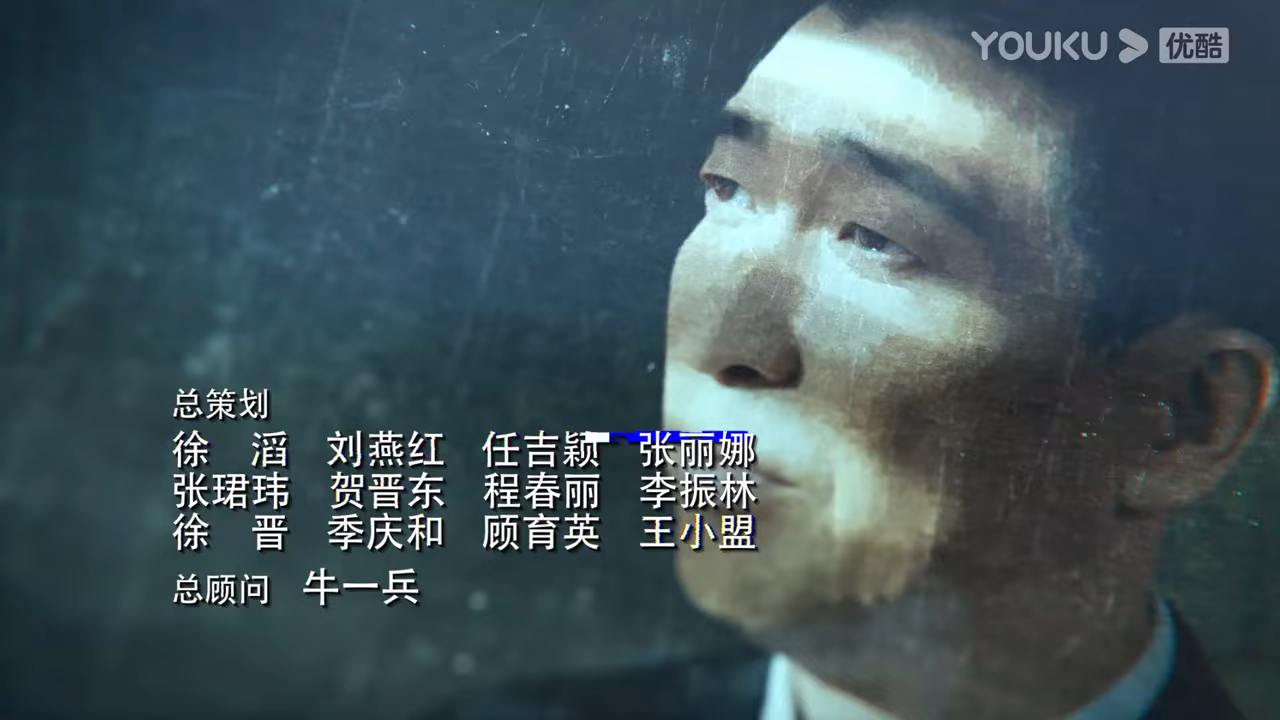 YOUKU 优酷
总策划
徐　滔　刘燕红　任吉颖　张丽娜
张珺玮　贺晋东　程春丽　李振林
徐　晋　季庆和　顾育英　王小盟
总顾问　牛一兵